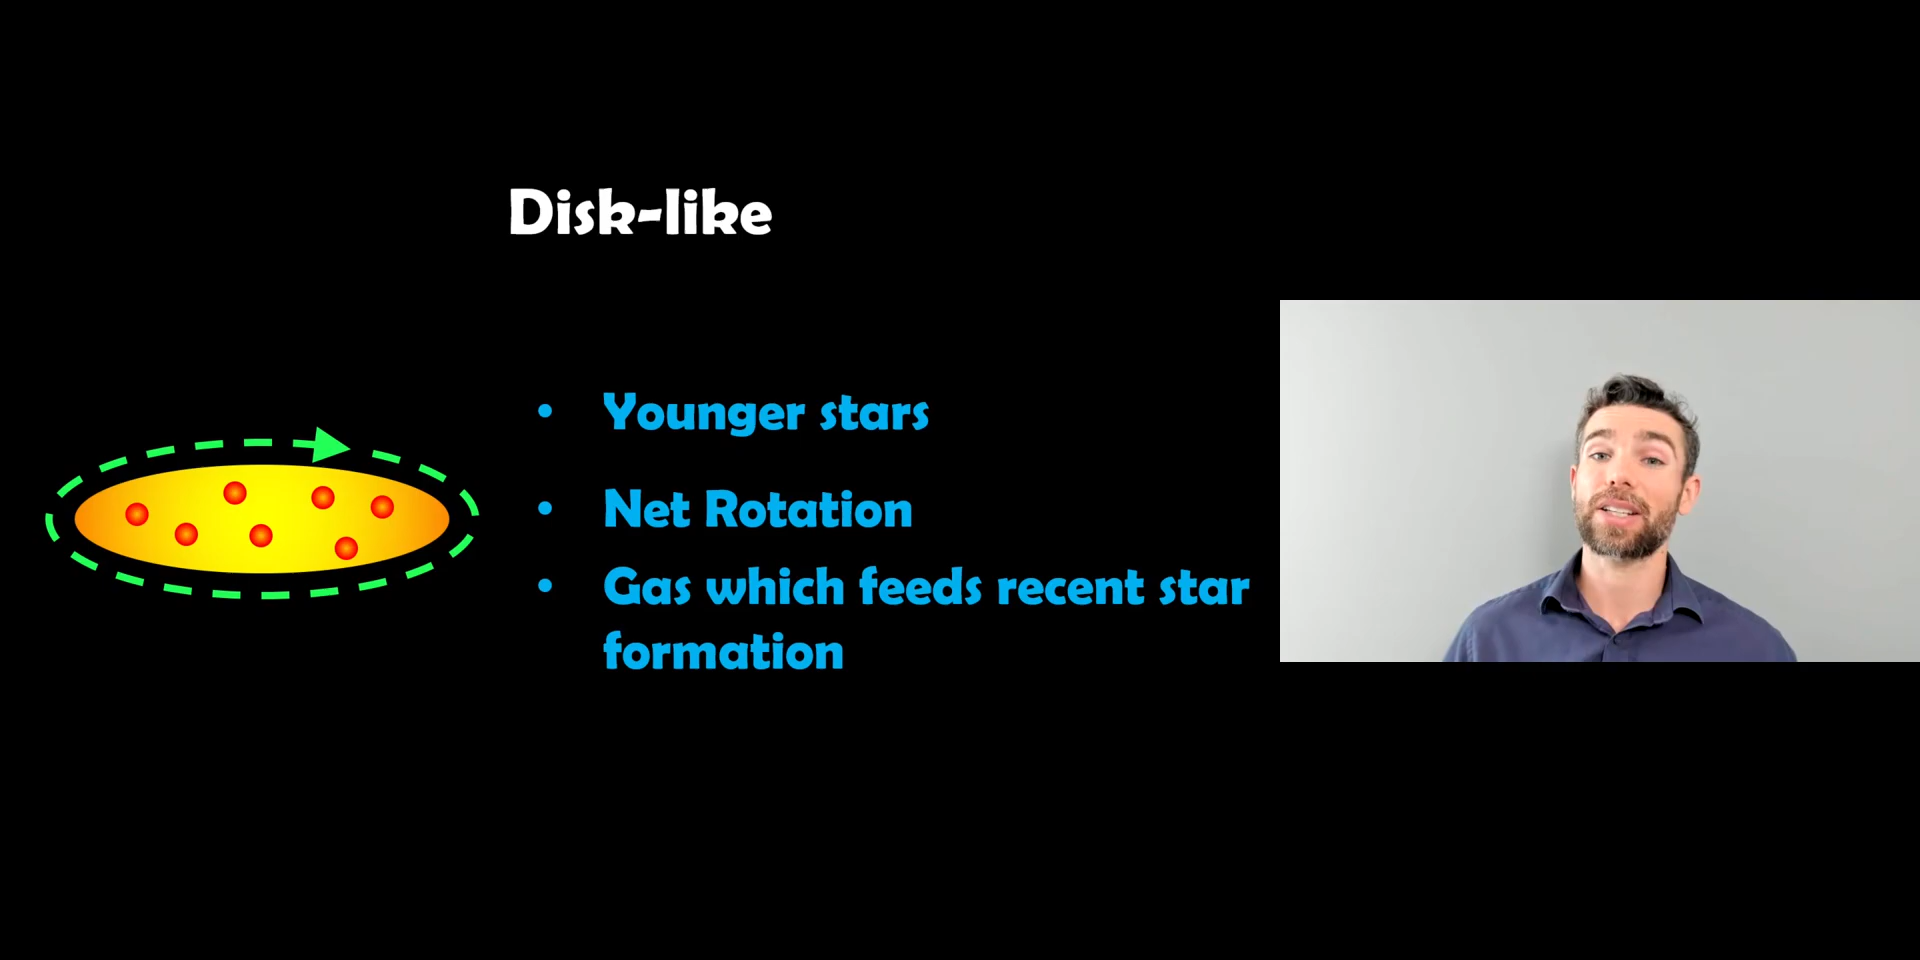 Disk-like
• Younger stars
• Net Rotation
• Gas which feeds recent star
formation